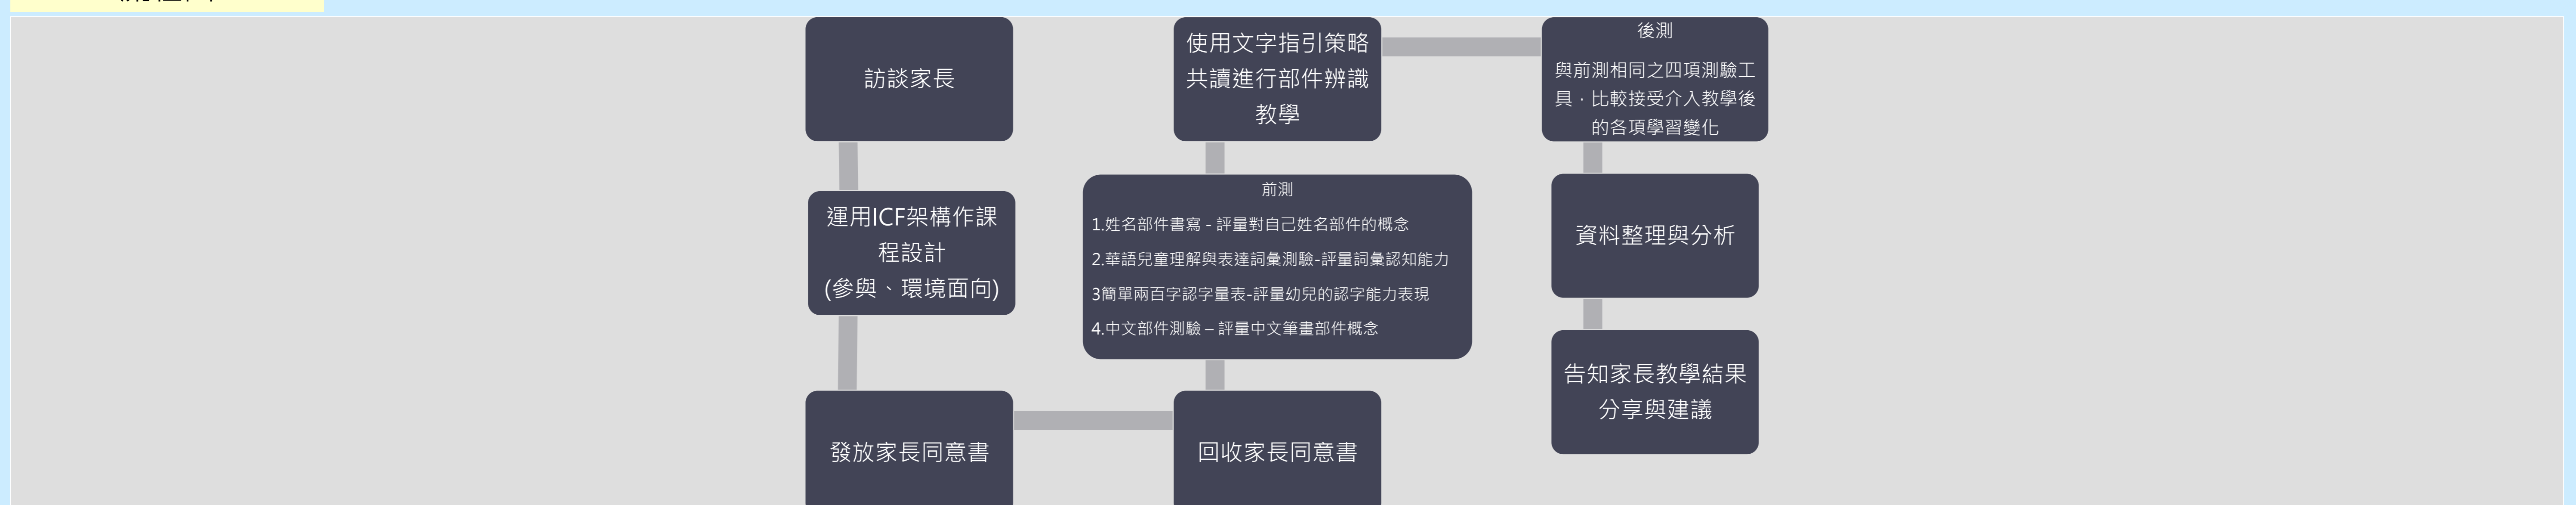 訪談家長
運用ICF架構作課
程設計
(參與、環境面向)
發放家長同意書
回收家長同意書
前測
1.姓名部件書寫 - 評量對自己姓名部件的概念
2.華語兒童理解與表達詞彙測驗-評量詞彙認知能力
3簡單兩百字認字量表-評量幼兒的認字能力表現
4.中文部件測驗 – 評量中文筆畫部件概念
使用文字指引策略
共讀進行部件辨識
教學
後測
與前測相同之四項測驗工
具，比較接受介入教學後
的各項學習變化
資料整理與分析
告知家長教學結果
分享與建議